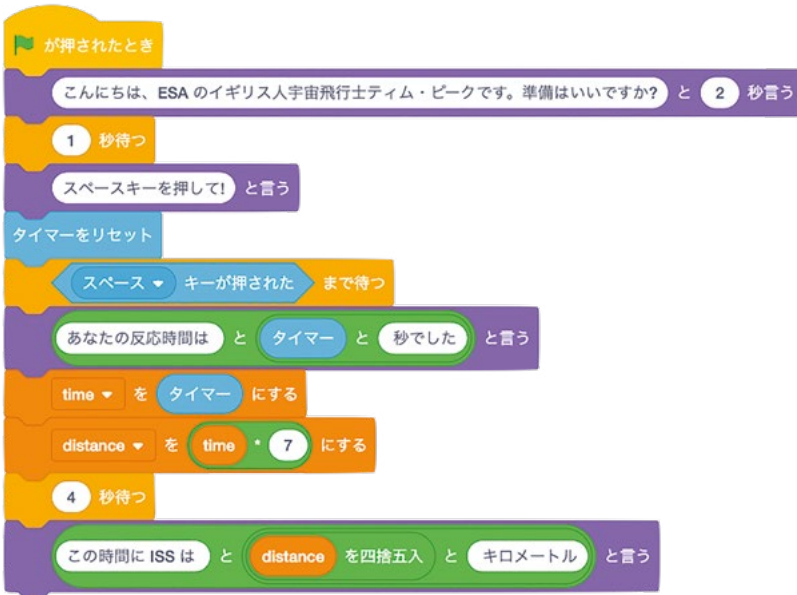 が押されたとき
こんにちは、ESA のイギリス人宇宙飛行士ティム・ピークです。準備はいいですか? と 2 秒言う
1 秒待つ
スペースキーを押して! と言う
タイマーをリセット
スペース キーが押された まで待つ
あなたの反応時間は と タイマー と 秒でした と言う
time を タイマー にする
distance を time * 7 にする
4 秒待つ
この時間に ISS は と distance を四捨五入 と キロメートル と言う